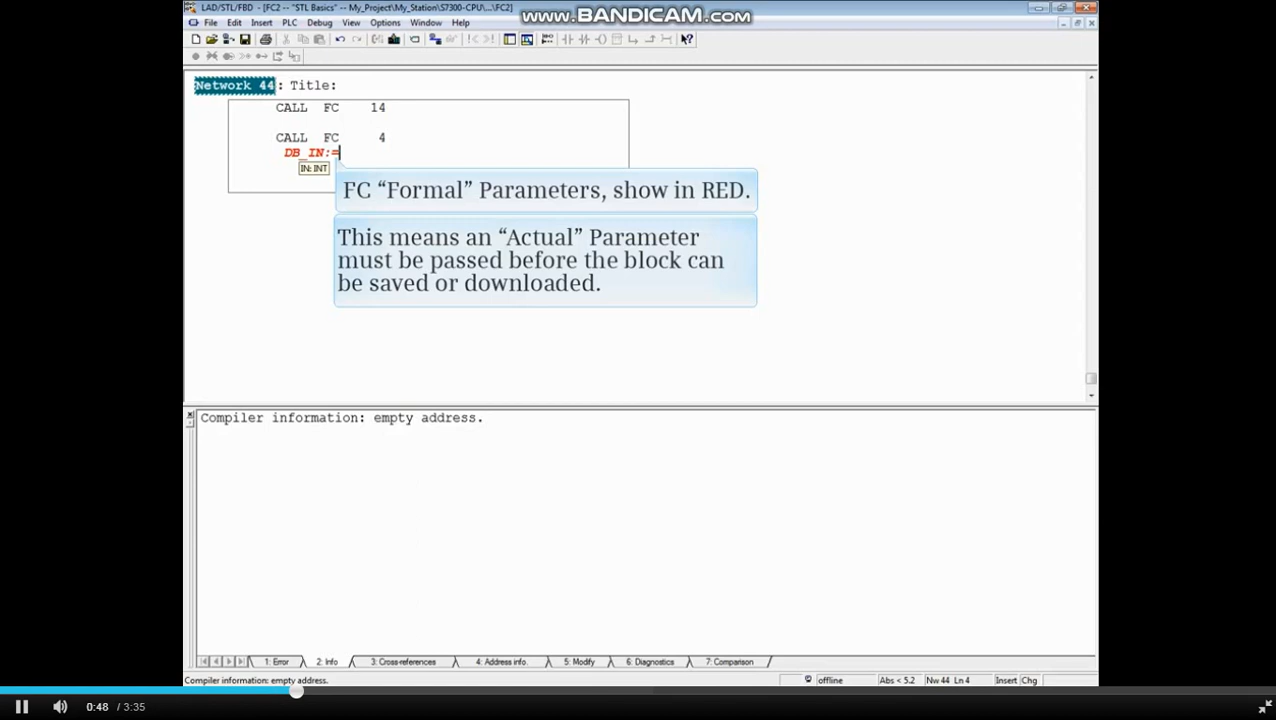 LAD/STL/FBD - [FC2 -- "STL Basics" -- My_Project\My_Station\S7300-CPU\...\FC2]
www.BANDICAM.com
File Edit Insert PLC Debug View Options Window Help
Network 44 : Title:
CALL FC 14
CALL FC 4
DB_IN:=
IN: INT
FC “Formal” Parameters, show in RED.
This means an “Actual” Parameter
must be passed before the block can
be saved or downloaded.
Compiler information: empty address.
1: Error 2: Info 3: Cross-references 4: Address info. 5: Modify 6: Diagnostics 7: Comparison
Compiler information: empty address. offline Abs < 5.2 Nw 44 Ln 4 Insert Chg
0:48 / 3:35